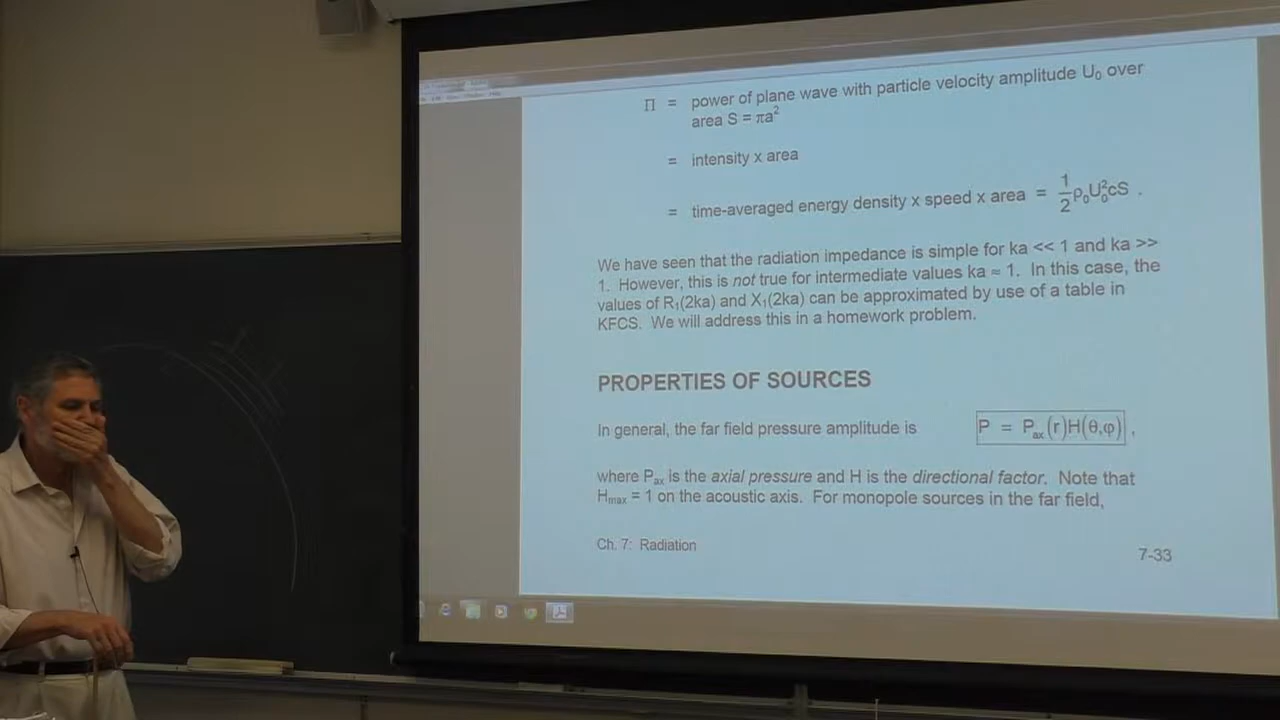 Π = power of plane wave with particle velocity amplitude U₀ over
area S = πa²
= intensity x area
= time-averaged energy density x speed x area = 1/2 ρ₀U₀²cS .
We have seen that the radiation impedance is simple for ka << 1 and ka >>
1. However, this is not true for intermediate values ka ≈ 1. In this case, the
values of R₁(2ka) and X₁(2ka) can be approximated by use of a table in
KFCS. We will address this in a homework problem.
PROPERTIES OF SOURCES
In general, the far field pressure amplitude is P = Pₐₓ(r)H(θ,φ) ,
where Pₐₓ is the axial pressure and H is the directional factor. Note that
Hₘₐₓ = 1 on the acoustic axis. For monopole sources in the far field,
Ch. 7: Radiation
7-33